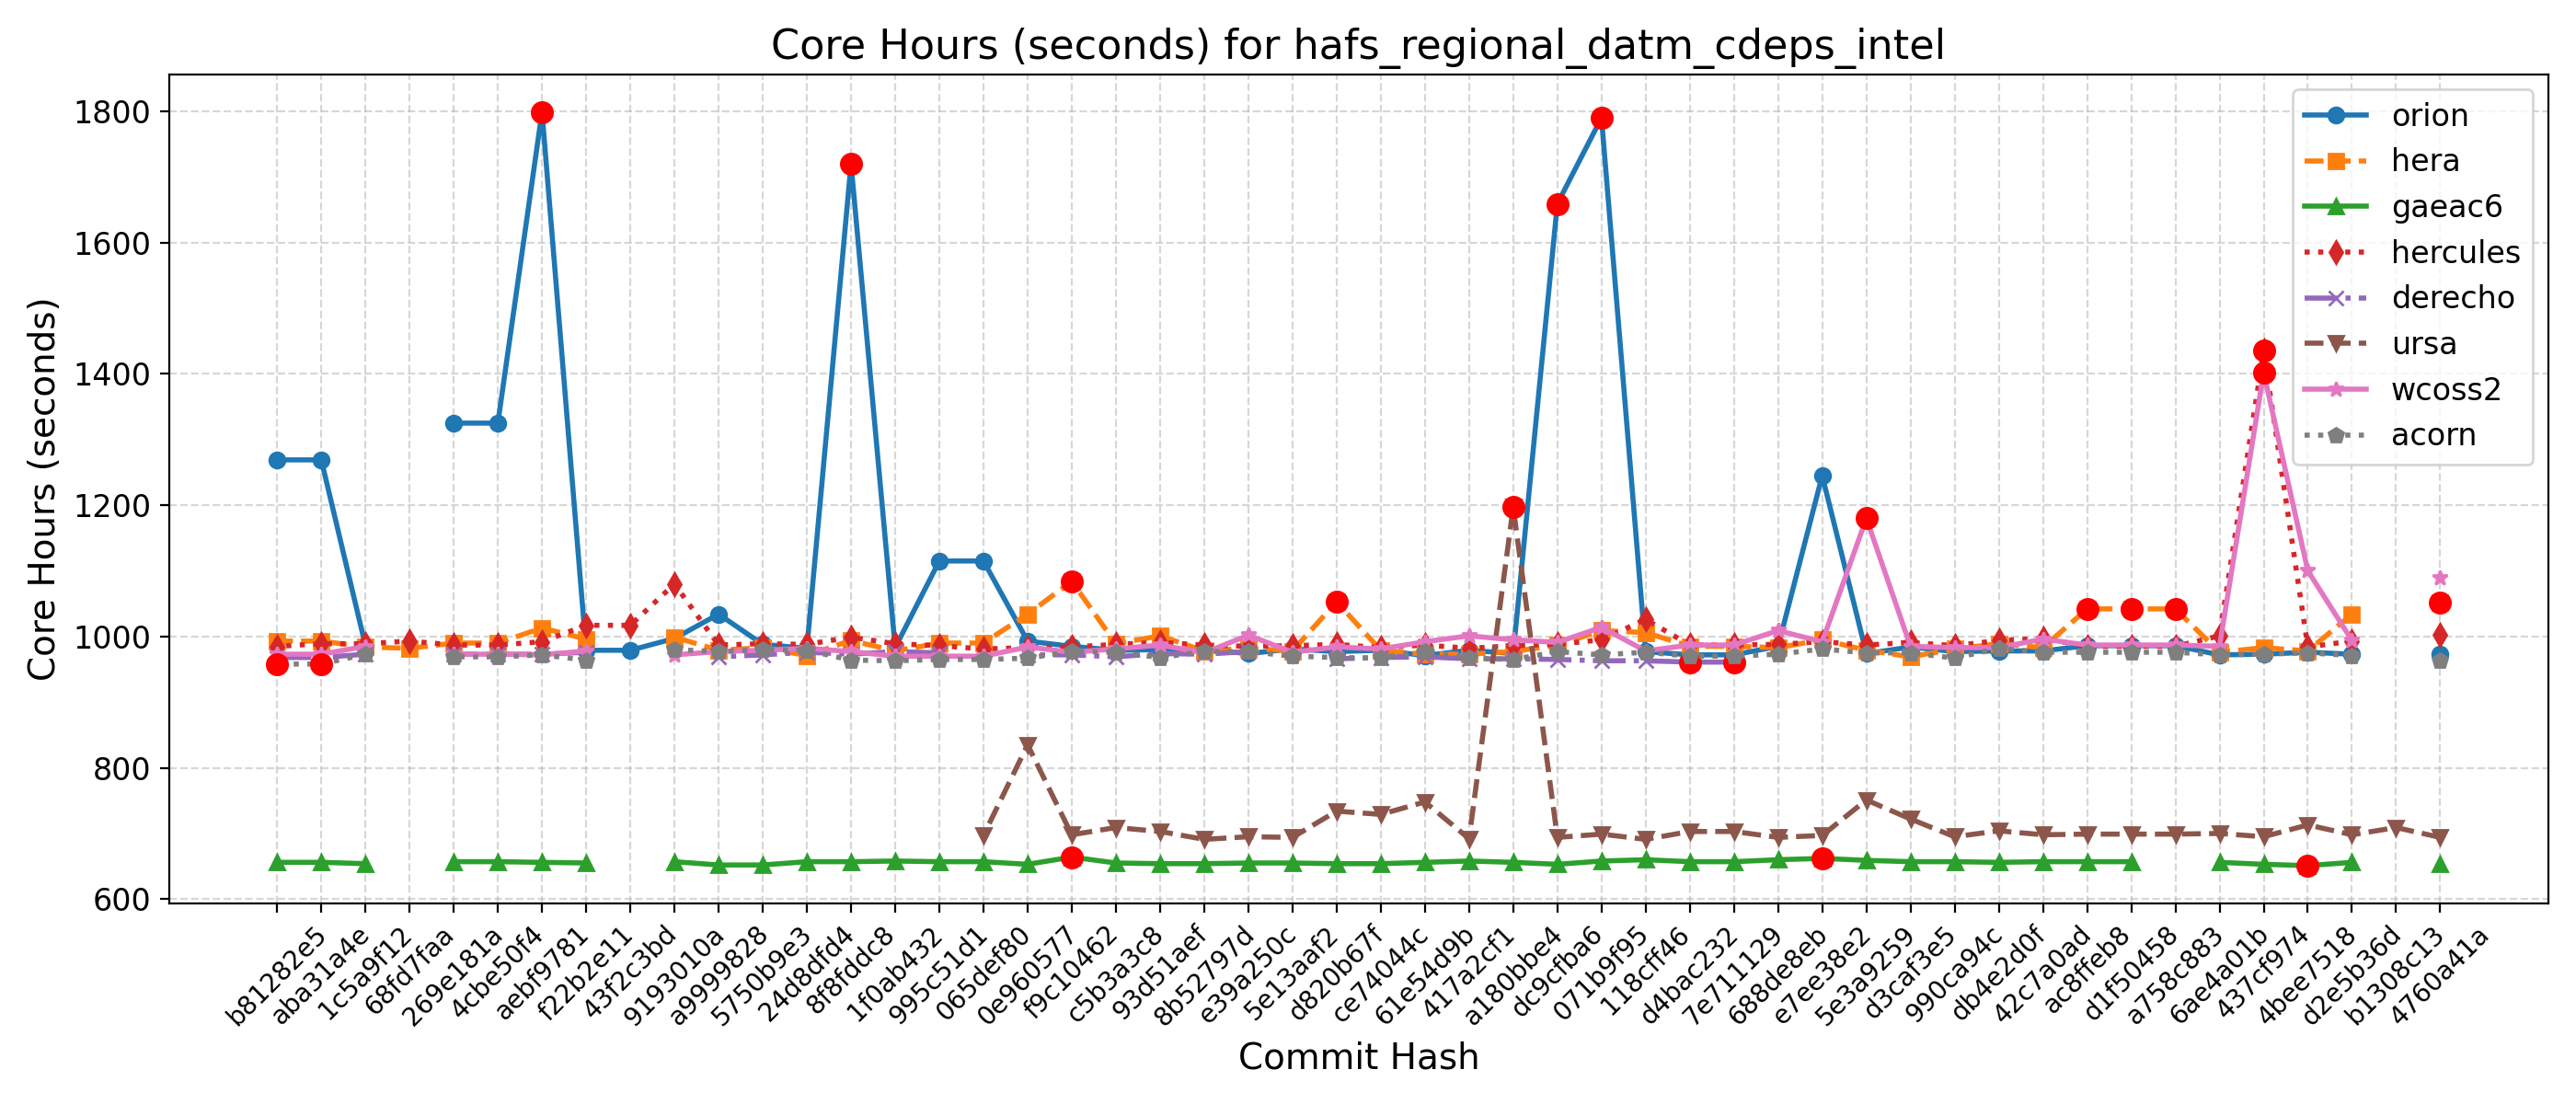 Core Hours (seconds) for hafs_regional_datm_cdeps_intel
Core Hours (seconds)
1800
1600
1400
1200
1000
800
600
orion
hera
gaeac6
hercules
derecho
ursa
wcoss2
acorn
b81282e5
aba31a4e
1c5a9f12
68fd7faa
269e181a
4cbe50f4
aebf9781
f22b2e11
43f2c3bd
9193010a
a9999828
5750b9e3
24d8dfd4
8f8fddc8
1f0ab432
995c51d1
065def80
0e960577
f9c10462
c5b3a3c8
93d51aef
8b52797d
e39a250c
5e13aaf2
d820b67f
ce74044c
61e54d9b
417a2cf1
a180bbe4
dc9cfba6
071b9f95
118cff46
d4bac232
7e711129
688de8eb
e7ee38e2
5e3a9259
d3caf3e5
990ca94c
db4e2d0f
42c7a0ad
ac8ffeb8
d1f50458
a758c883
6ae4a01b
437cf974
4bee7518
d2e5b36d
b1308c13
4760a41a
Commit Hash